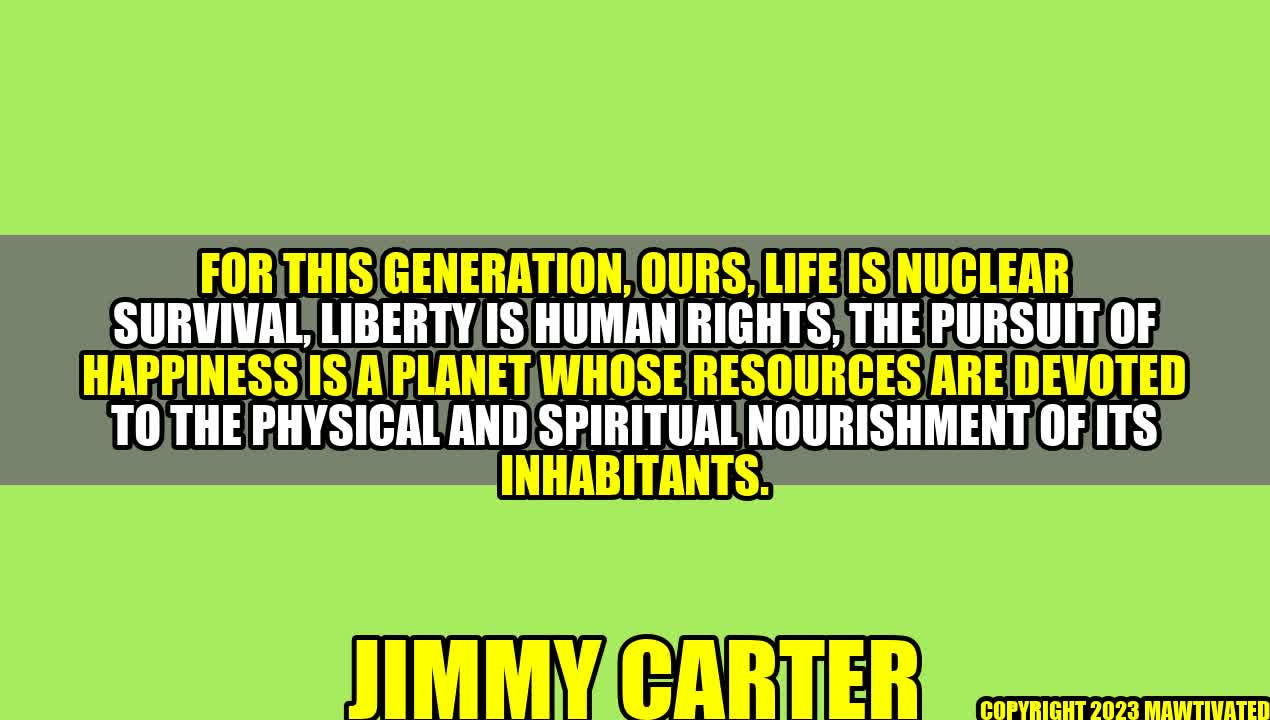 FOR THIS GENERATION, OURS, LIFE IS NUCLEAR
SURVIVAL, LIBERTY IS HUMAN RIGHTS, THE PURSUIT OF
HAPPINESS IS A PLANET WHOSE RESOURCES ARE DEVOTED
TO THE PHYSICAL AND SPIRITUAL NOURISHMENT OF ITS
INHABITANTS.
JIMMY CARTER
COPYRIGHT 2023 MAWTIVATED